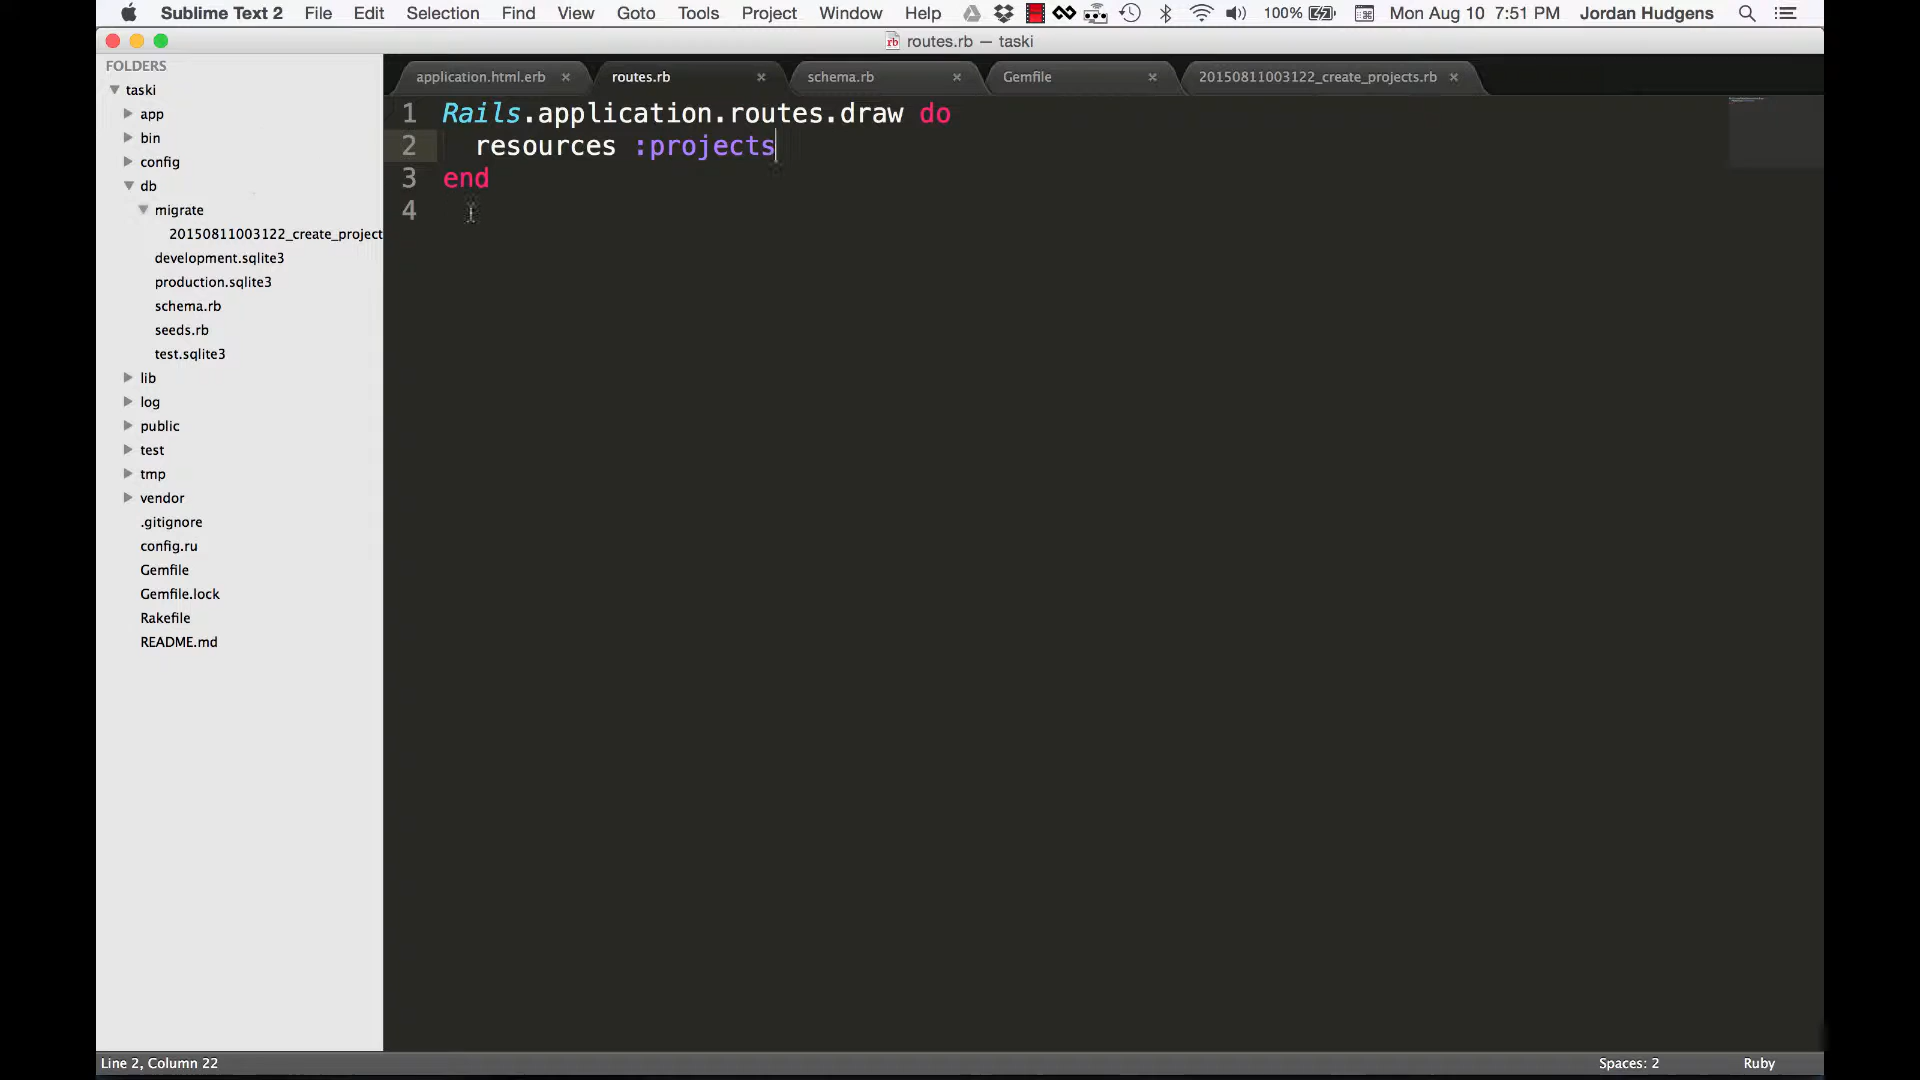 Sublime Text 2 File Edit Selection Find View Goto Tools Project Window Help 100% Mon Aug 10 7:51 PM Jordan Hudgens
routes.rb — taski
FOLDERS
taski
app
bin
config
db
migrate
20150811003122_create_project
development.sqlite3
production.sqlite3
schema.rb
seeds.rb
test.sqlite3
lib
log
public
test
tmp
vendor
.gitignore
config.ru
Gemfile
Gemfile.lock
Rakefile
README.md
application.html.erb routes.rb schema.rb Gemfile 20150811003122_create_projects.rb
1 Rails.application.routes.draw do
2 resources :projects
3 end
4
Line 2, Column 22 Spaces: 2 Ruby